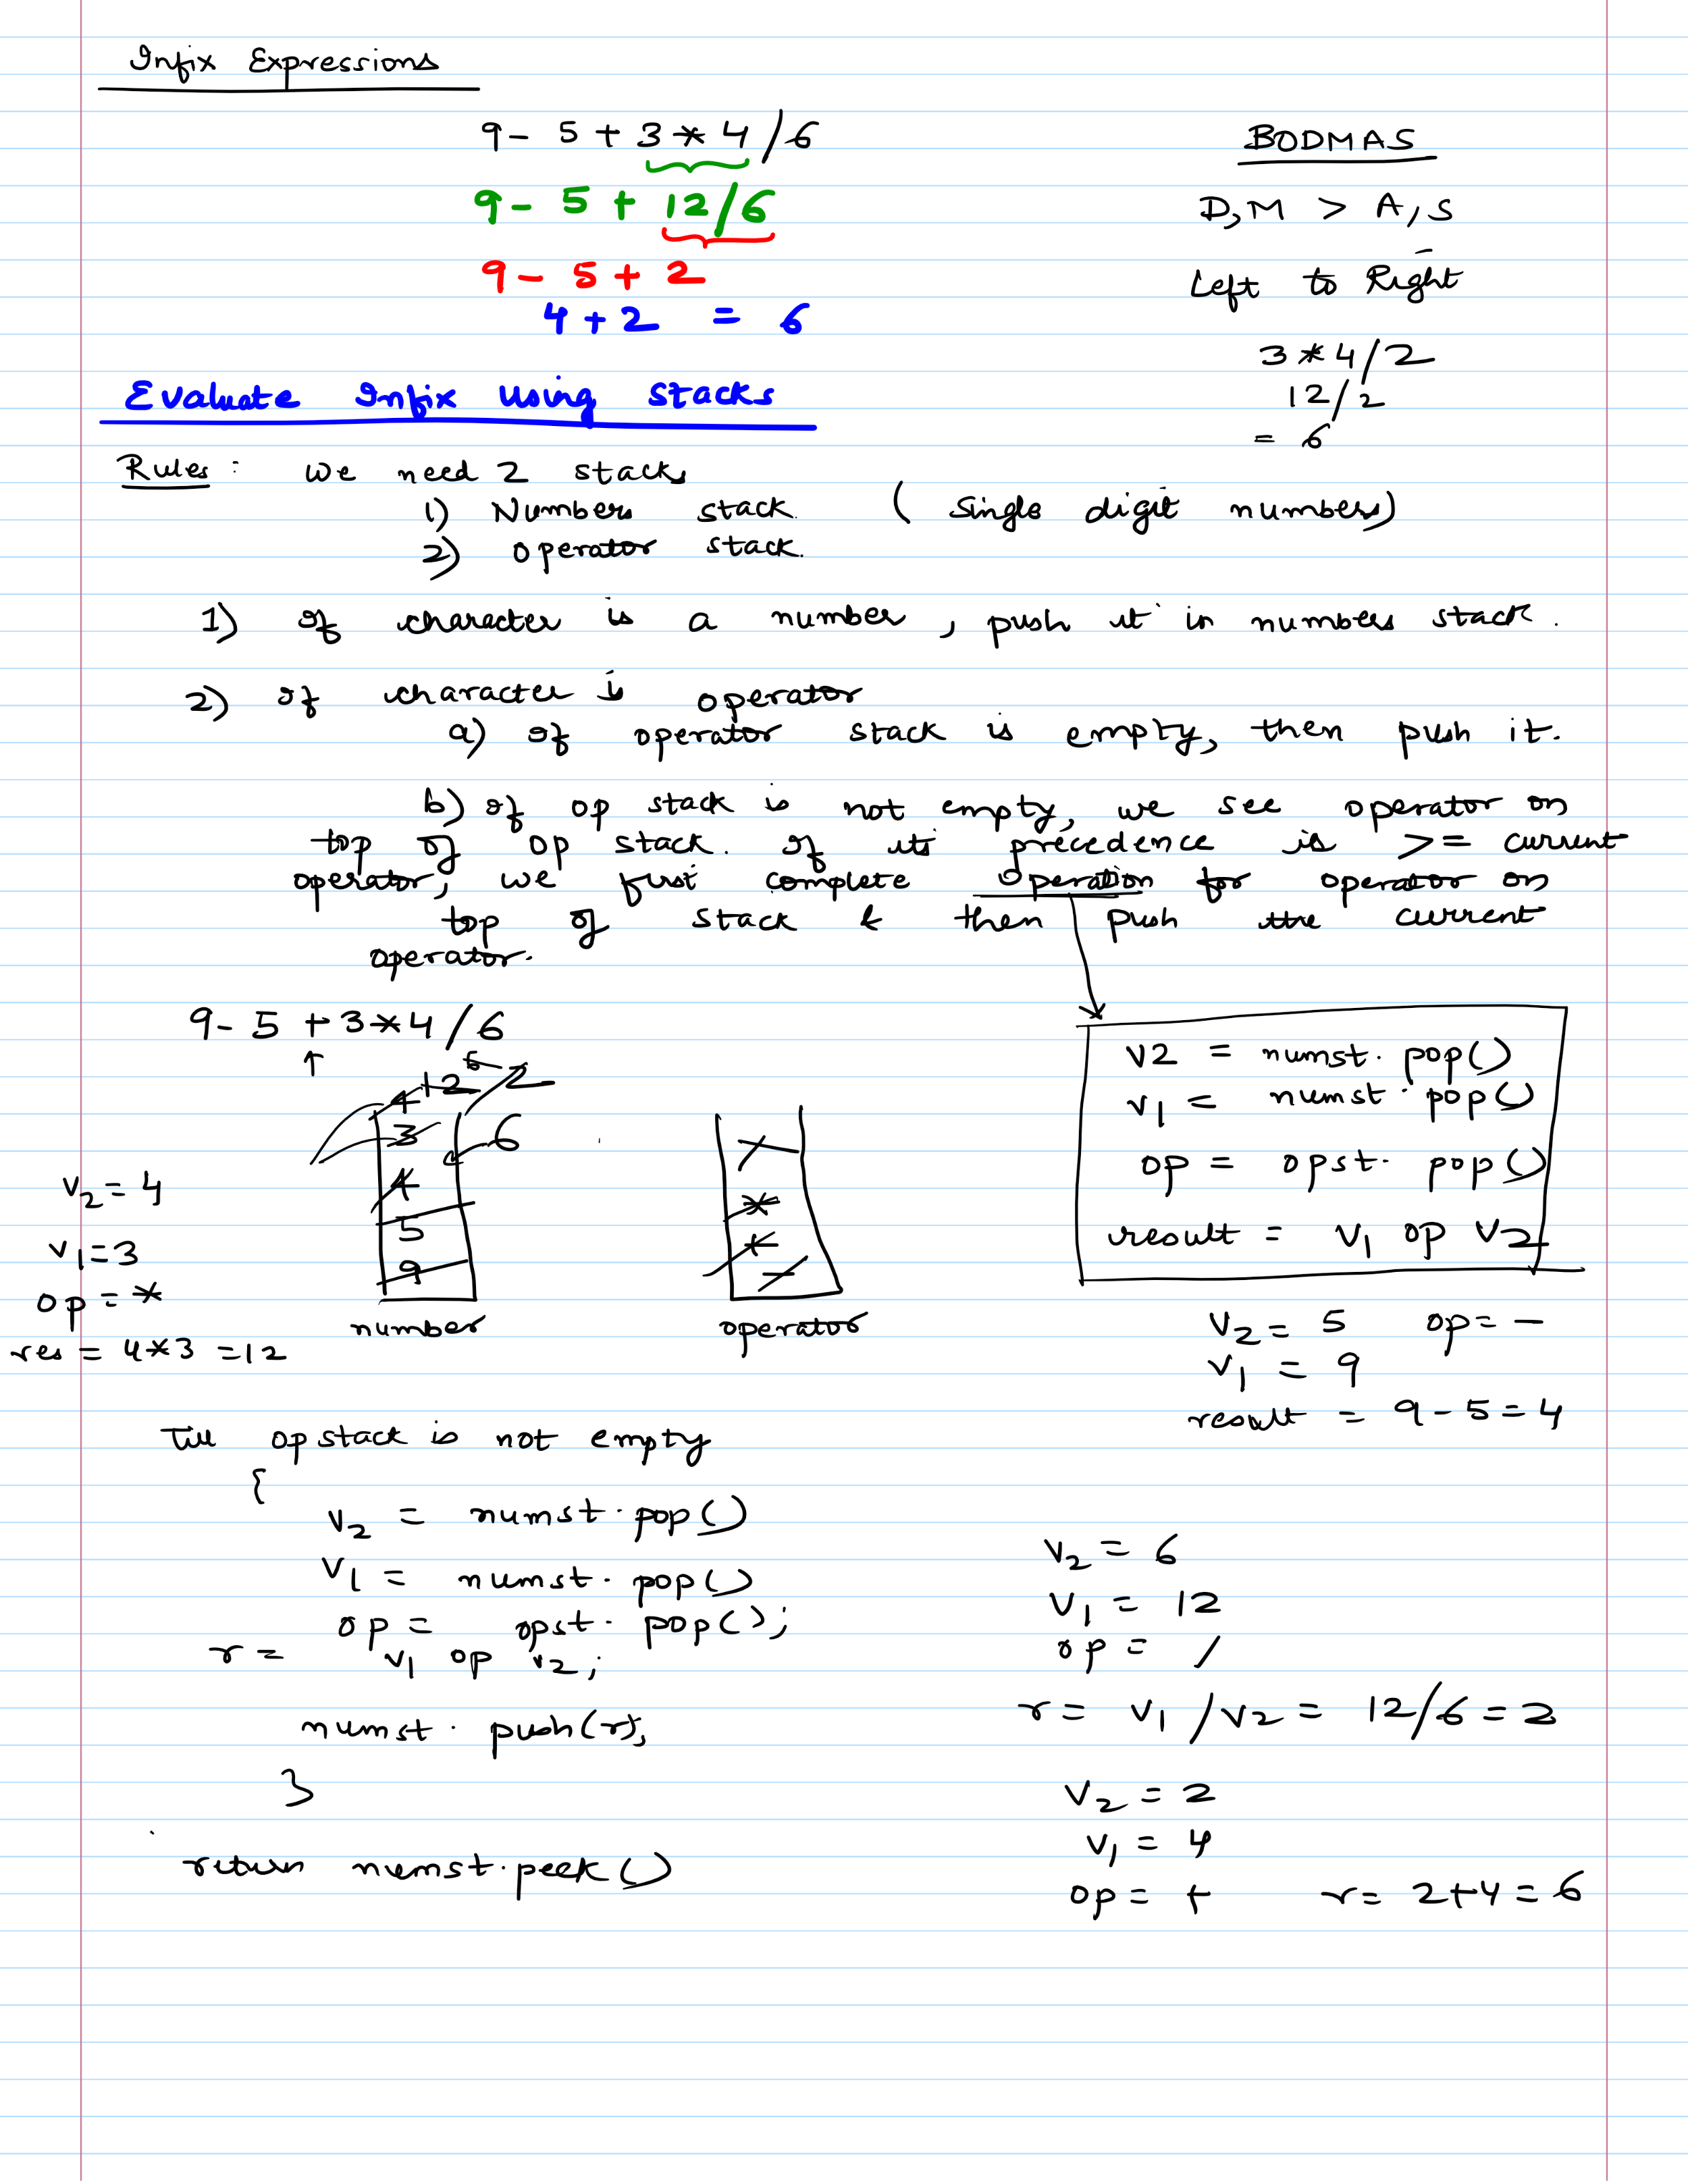 Infix Expressions
9 - 5 + 3 * 4 / 6
9 - 5 + 12/6
9 - 5 + 2
4 + 2 = 6
BODMAS
D, M > A, S
Left to Right
3 * 4 / 2
12 / 2
= 6
Evaluate Infix Using Stacks
Rules : We need 2 stacks
1) Numbers stack. (Single digit numbers)
2) operator stack.
1) If character is a number, push it in numbers stack.
2) If character is operator
a) If operator stack is empty, then push it.
b) If op stack is not empty, we see operator on
top of op stack. If its precedence is >= current
operator, we first complete operation for operator on
top of stack & then push the current
operator.
9 - 5 + 3 * 4 / 6
↑
6
4 12 2
3 6
4
5
9
number
/
*
+
-
operator
v2 = 4
v1 = 3
op = *
res = 4*3 = 12
v2 = numst. pop()
v1 = numst. pop()
op = opst. pop()
result = v1 op v2
v2 = 5 op = -
v1 = 9
result = 9 - 5 = 4
Till opstack is not empty
{
v2 = numst. pop()
v1 = numst. pop()
op = opst. pop();
r = v1 op v2;
numst. push(r);
}
return numst.peek()
v2 = 6
v1 = 12
op = /
r = v1 / v2 = 12/6 = 2
v2 = 2
v1 = 4
op = + r = 2+4 = 6